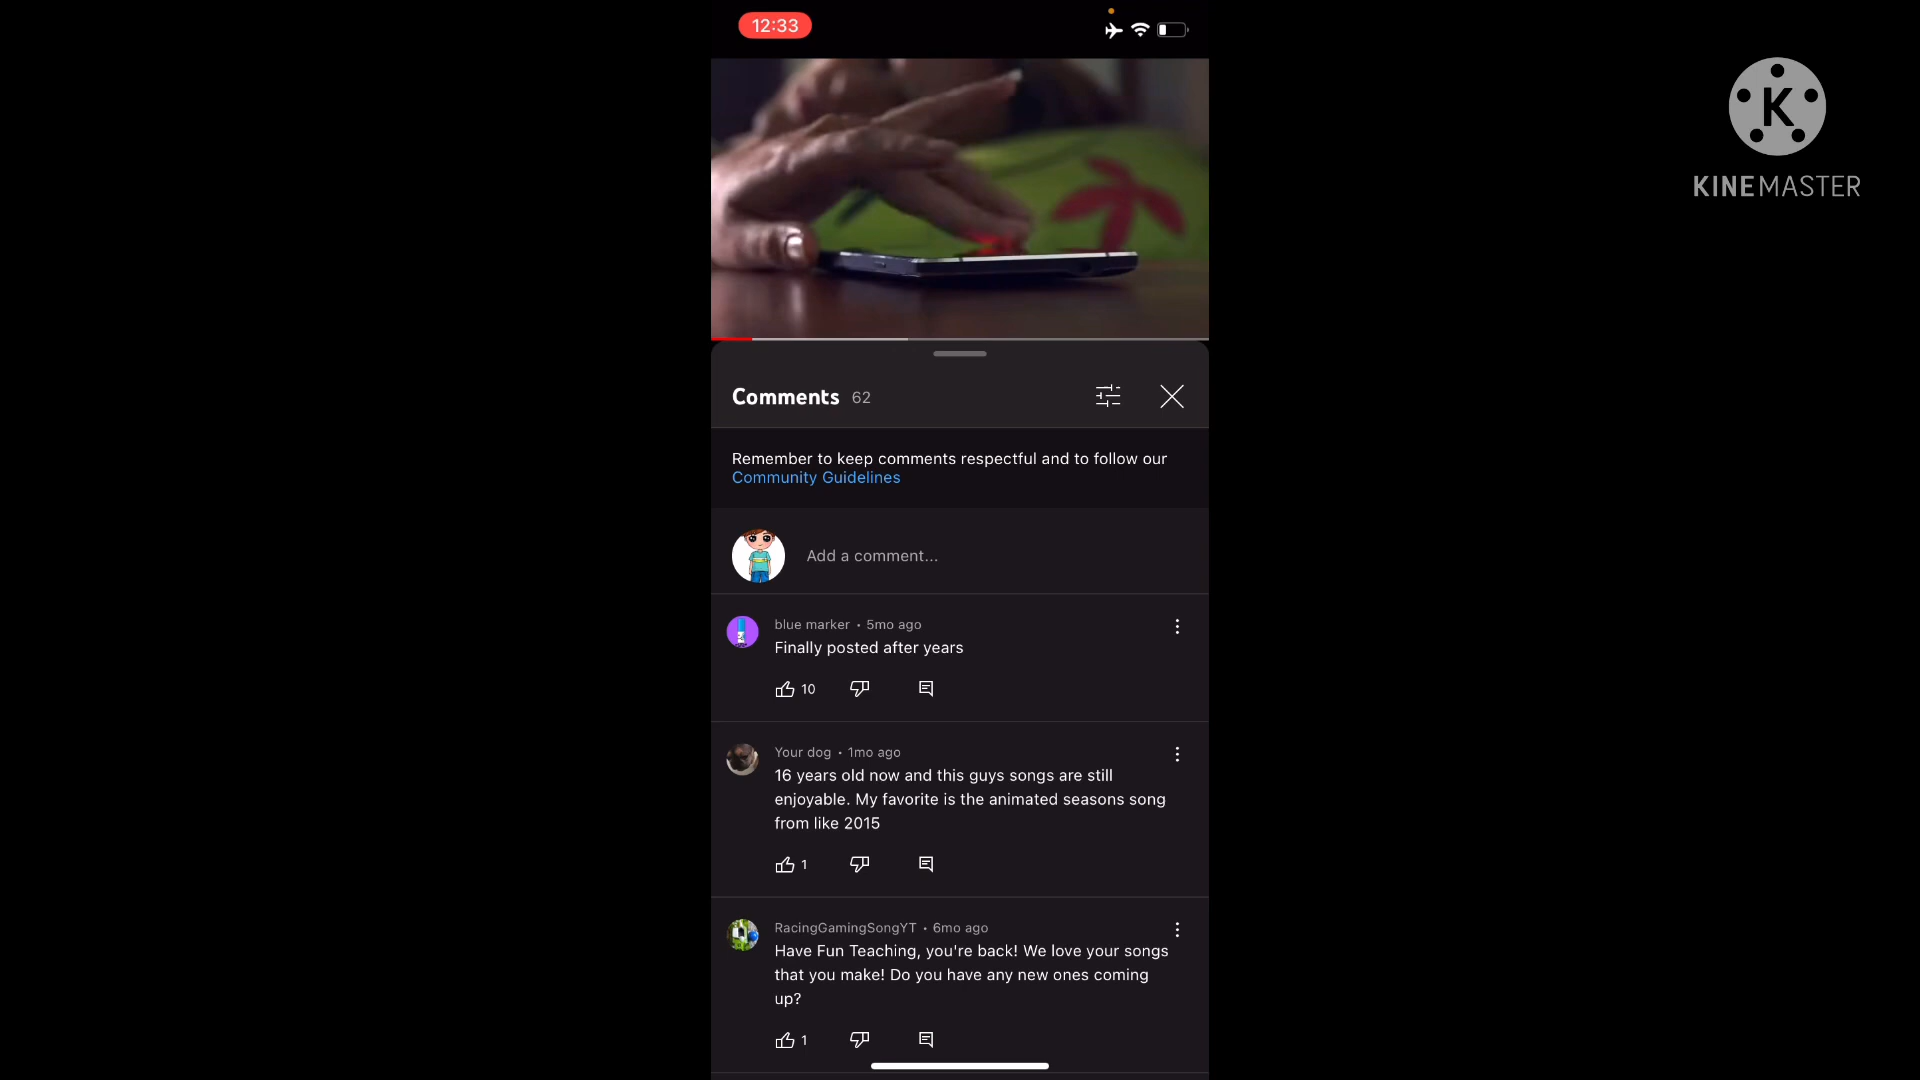 12:33
K
KINEMASTER
Comments 62
Remember to keep comments respectful and to follow our
Community Guidelines
Add a comment...
blue marker • 5mo ago
Finally posted after years
10
Your dog • 1mo ago
16 years old now and this guys songs are still
enjoyable. My favorite is the animated seasons song
from like 2015
1
RacingGamingSongYT • 6mo ago
Have Fun Teaching, you're back! We love your songs
that you make! Do you have any new ones coming
up?
1